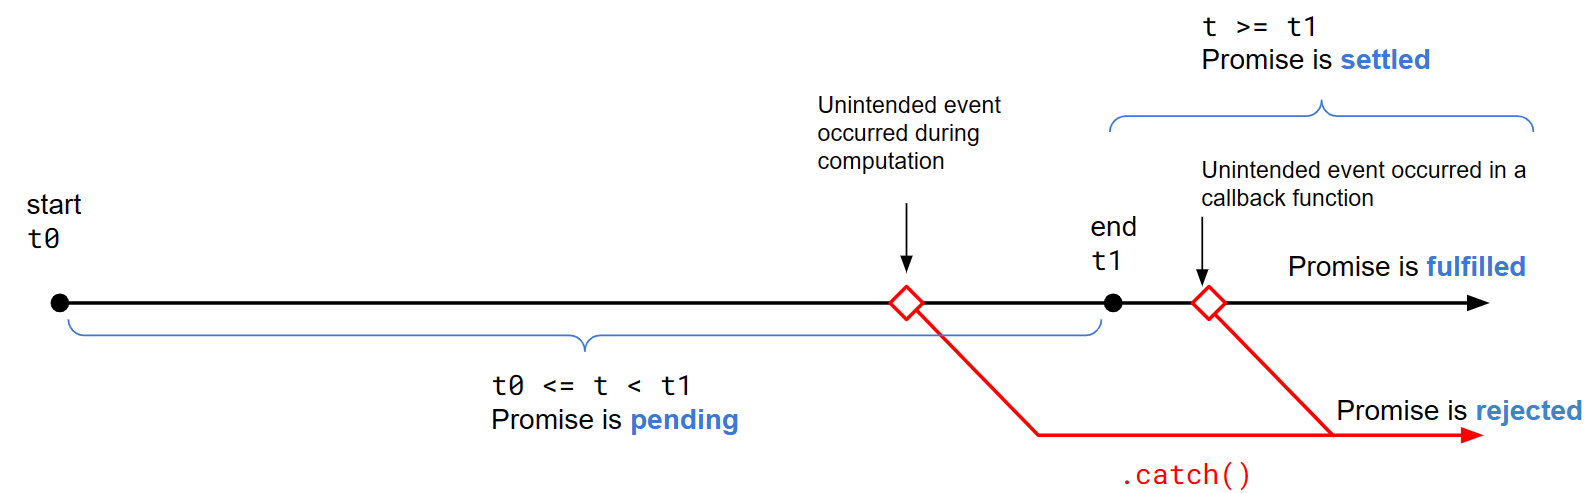 t >= t1
Promise is settled
Unintended event
occurred during
computation
Unintended event occurred in a
callback function
start
t0
end
t1
Promise is fulfilled
t0 <= t < t1
Promise is pending
Promise is rejected
.catch()